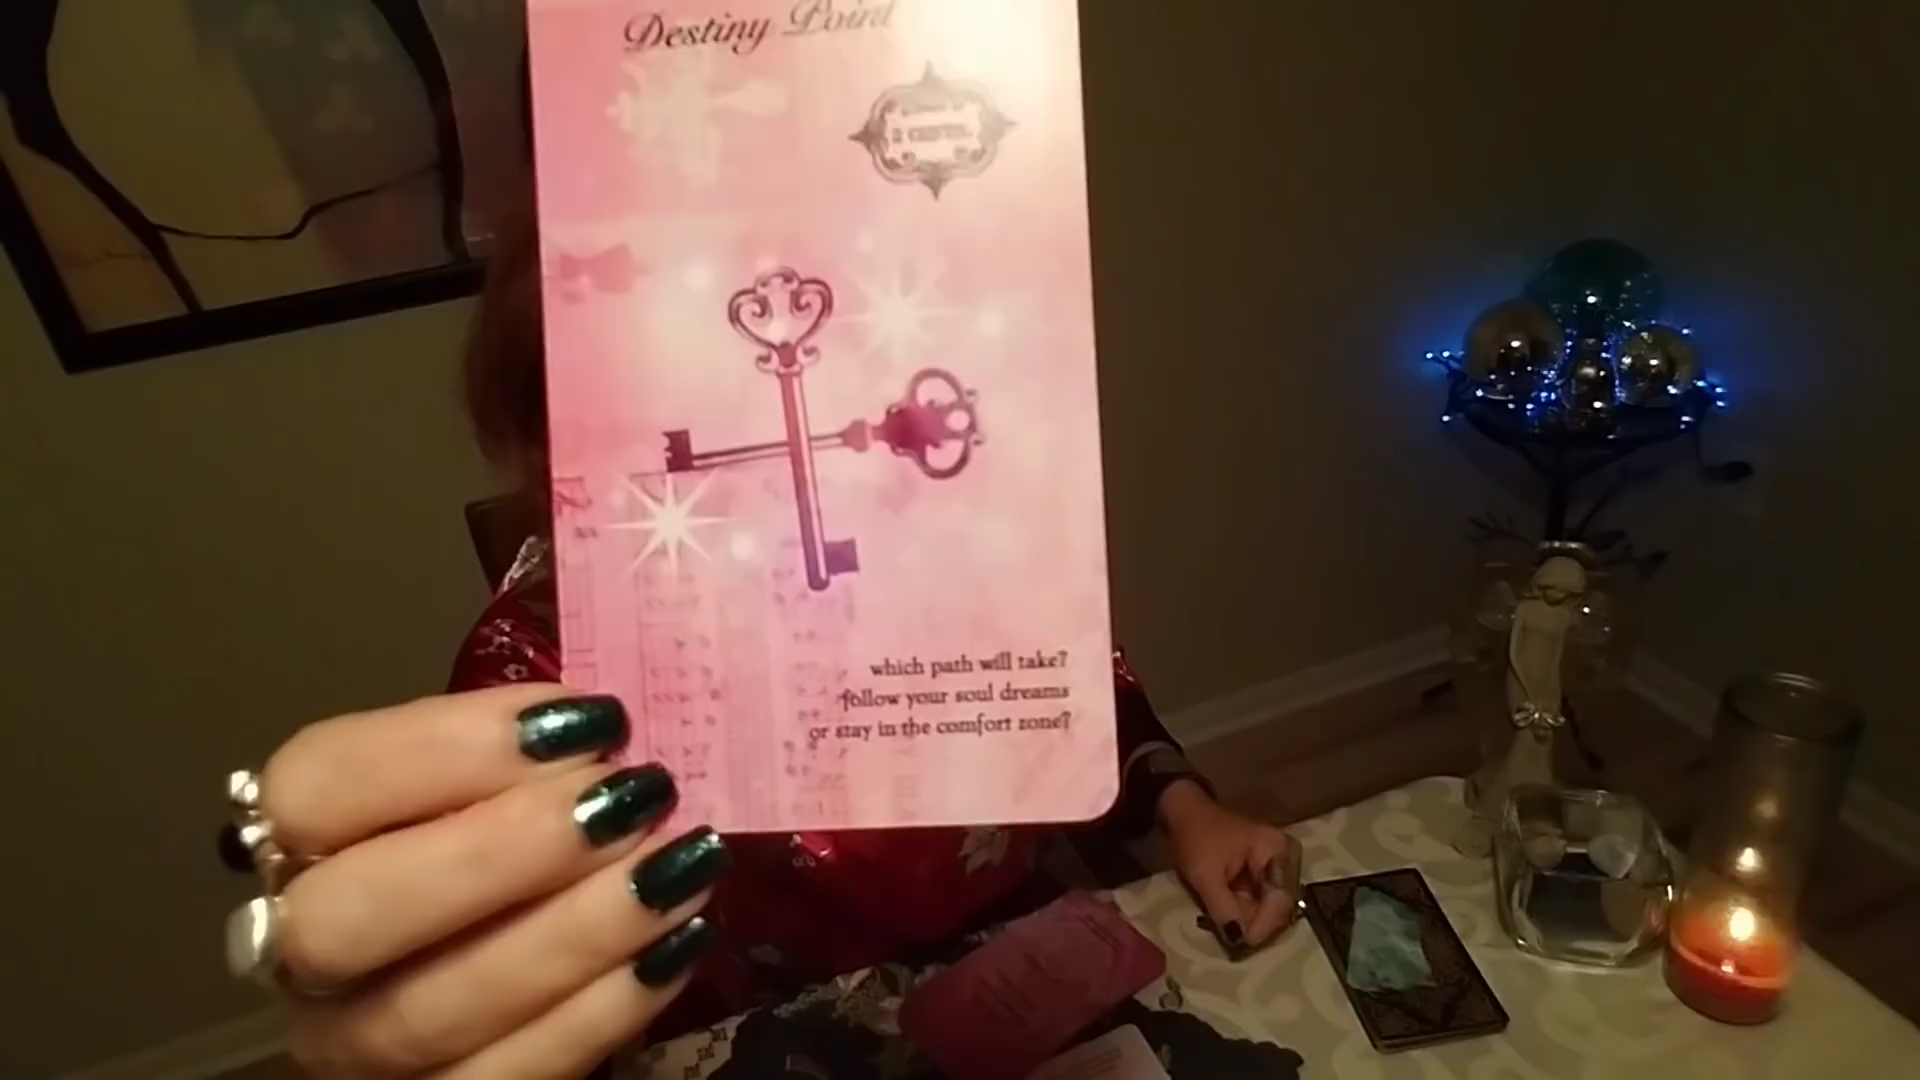 Destiny Point
which path will take?
follow your soul dreams
or stay in the comfort zone?